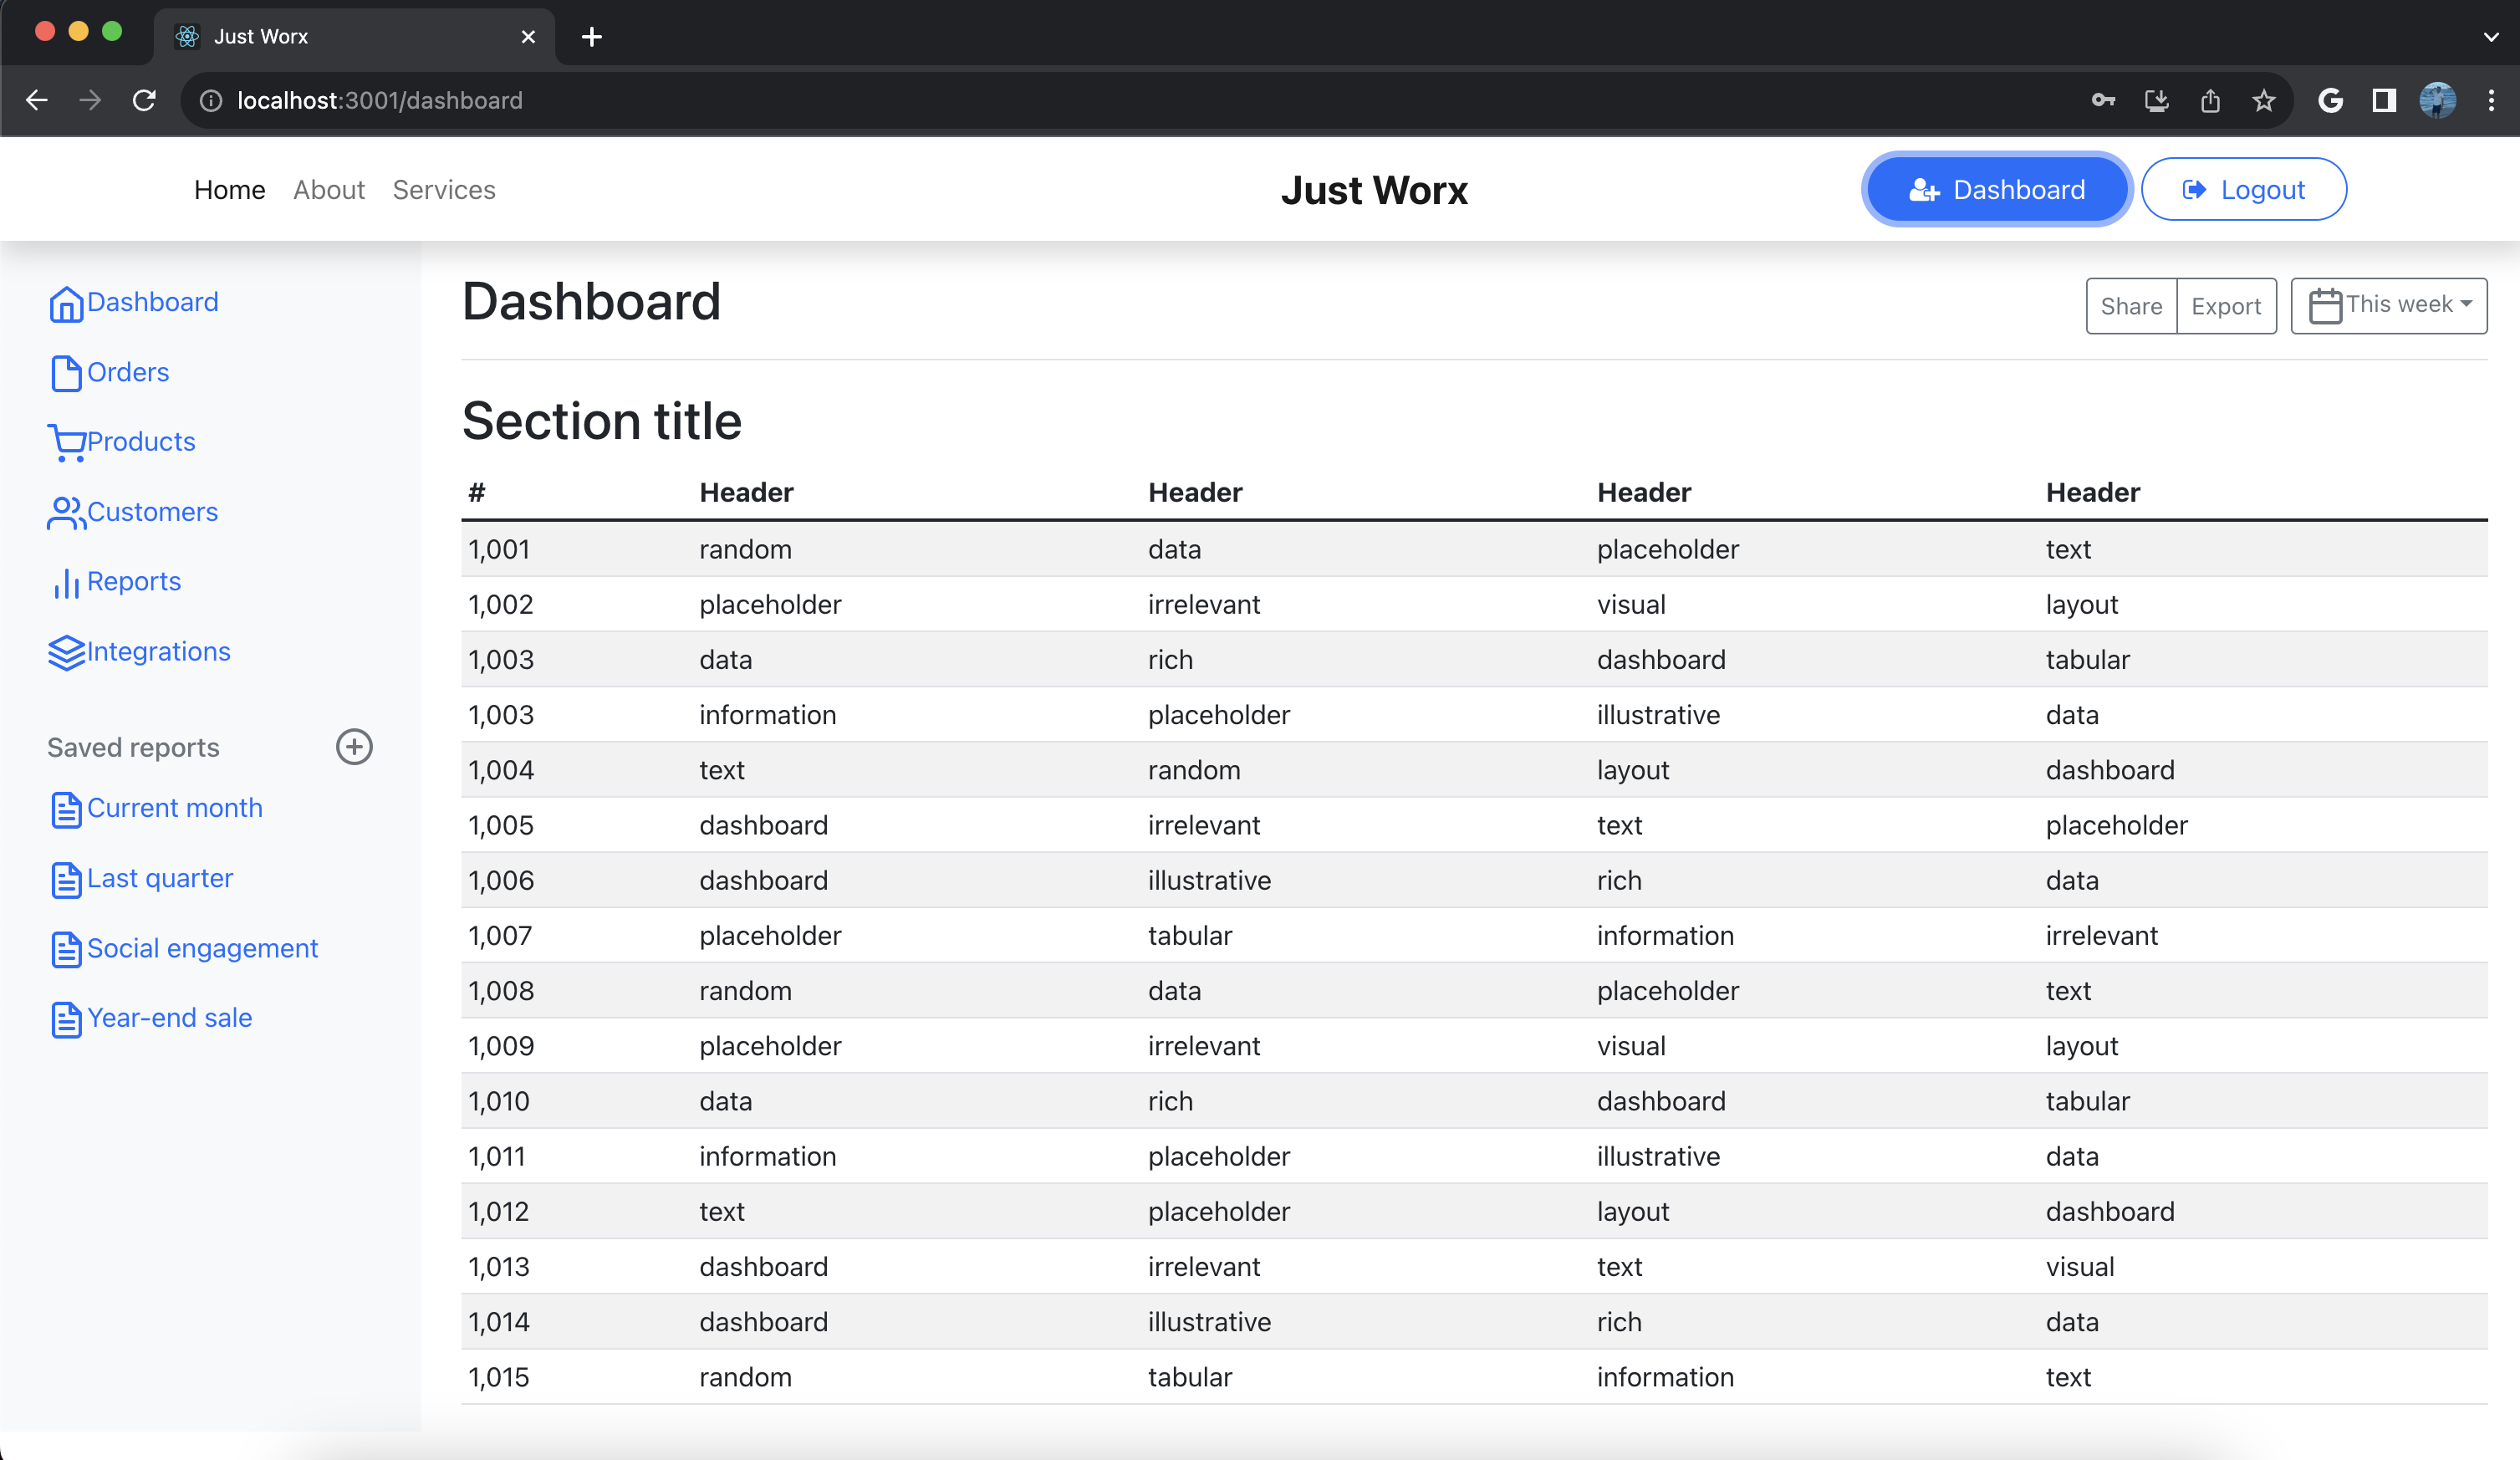 Just Worx
localhost:3001/dashboard
Home About Services Just Worx Dashboard Logout
Dashboard
Orders
Products
Customers
Reports
Integrations
Saved reports
Current month
Last quarter
Social engagement
Year-end sale
Dashboard Share Export This week
Section title
# Header Header Header Header
1,001 random data placeholder text
1,002 placeholder irrelevant visual layout
1,003 data rich dashboard tabular
1,003 information placeholder illustrative data
1,004 text random layout dashboard
1,005 dashboard irrelevant text placeholder
1,006 dashboard illustrative rich data
1,007 placeholder tabular information irrelevant
1,008 random data placeholder text
1,009 placeholder irrelevant visual layout
1,010 data rich dashboard tabular
1,011 information placeholder illustrative data
1,012 text placeholder layout dashboard
1,013 dashboard irrelevant text visual
1,014 dashboard illustrative rich data
1,015 random tabular information text